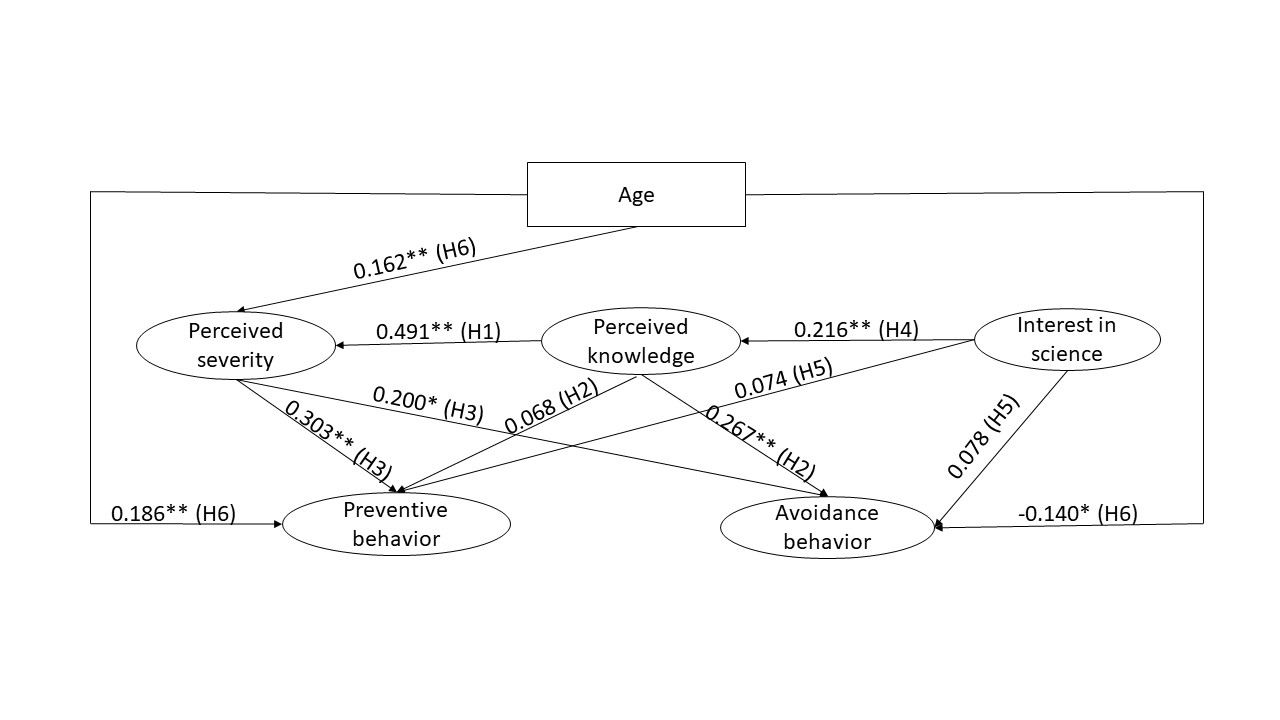 Age
0.162** (H6)
Perceived
severity
0.491** (H1)
Perceived
knowledge
0.216** (H4)
Interest in
science
0.303** (H3)
0.200* (H3)
0.068 (H2)
0.267** (H2)
0.074 (H5)
0.078 (H5)
0.186** (H6)
Preventive
behavior
Avoidance
behavior
-0.140* (H6)